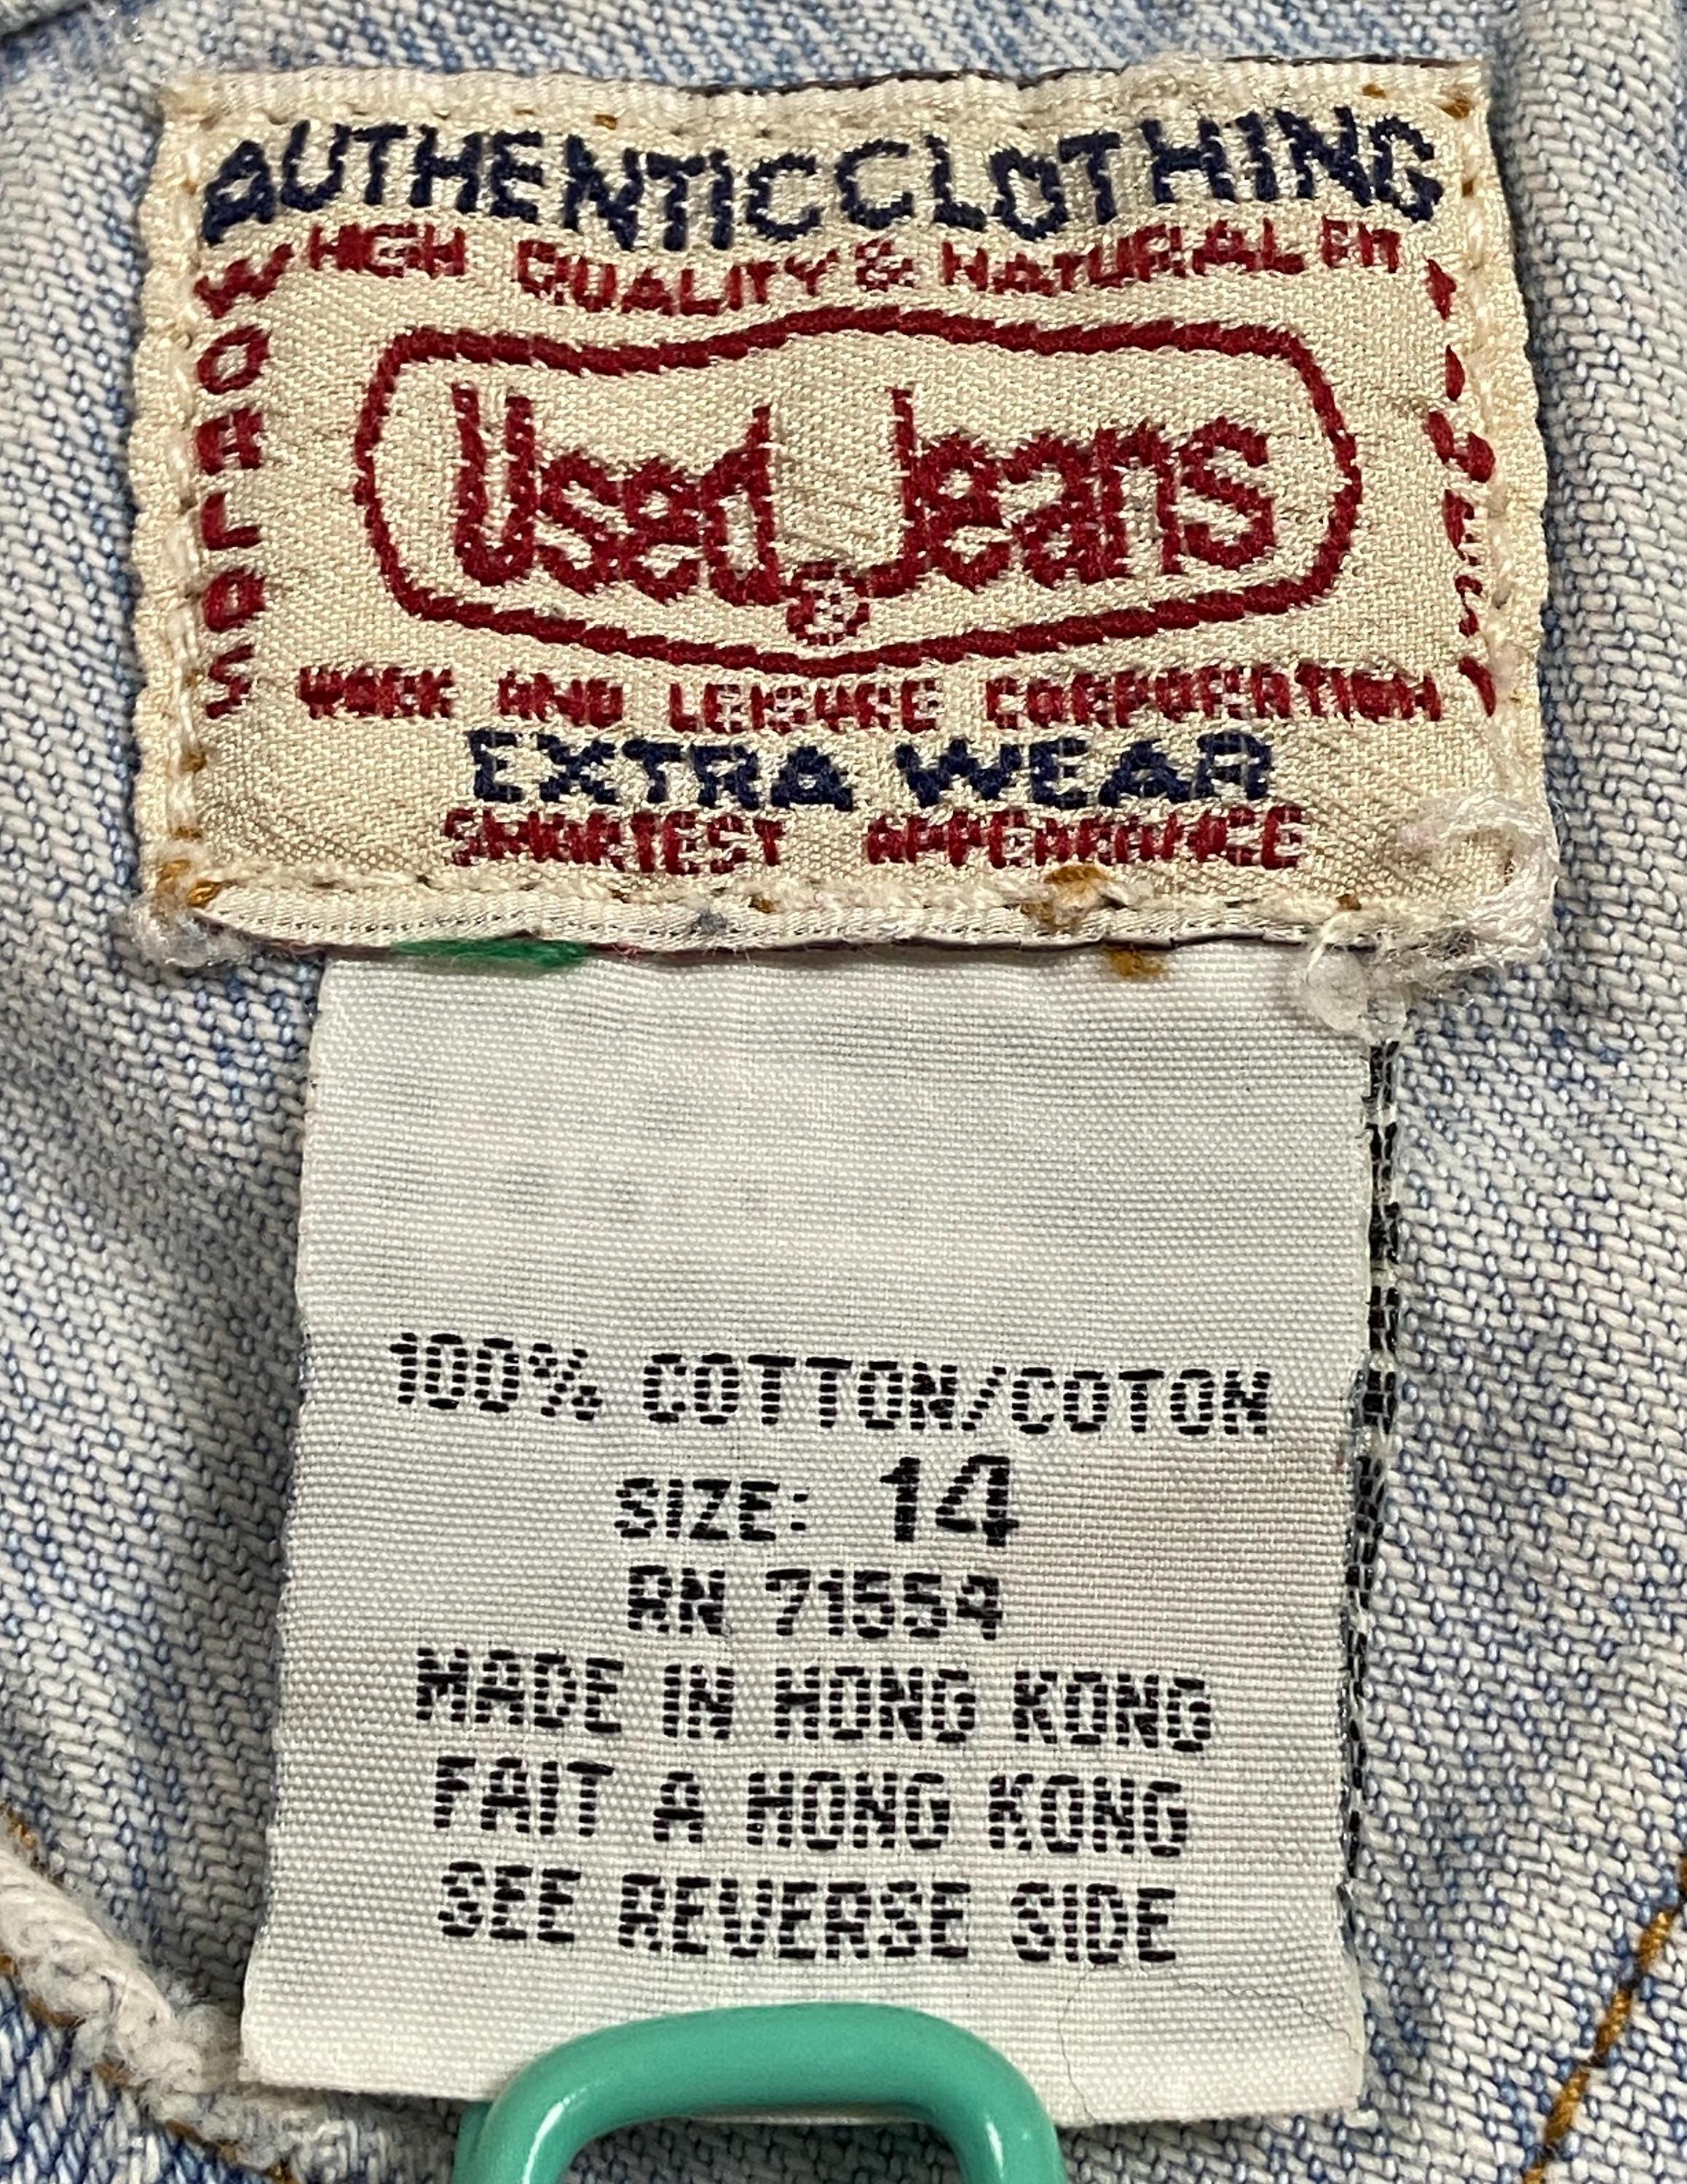 AUTHENTIC CLOTHING
HIGH QUALITY & NATURAL FIT
WORLDS
Used Jeans
®
WORK AND LEISURE CORPORATION
EXTRA WEAR
SMARTEST APPEARANCE
100% COTTON/COTON
SIZE: 14
RN 71554
MADE IN HONG KONG
FAIT A HONG KONG
SEE REVERSE SIDE